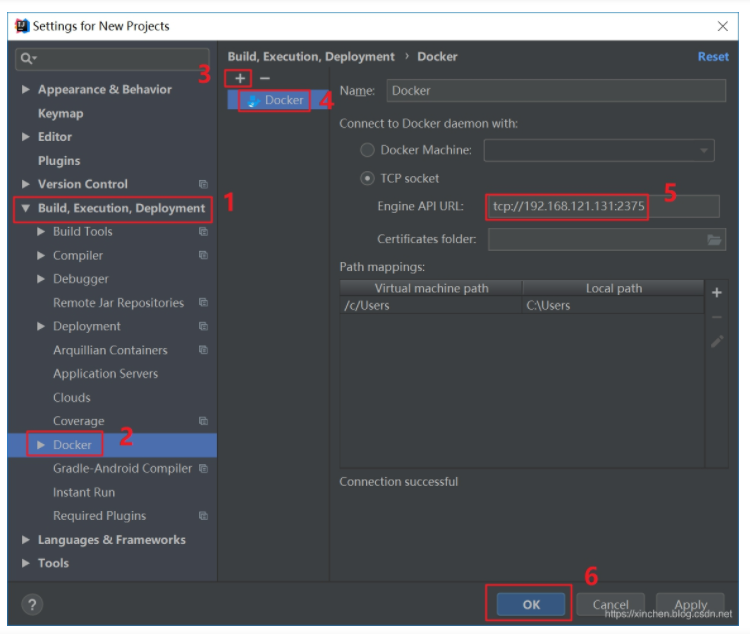 Settings for New Projects
Build, Execution, Deployment › Docker
Reset
3
Appearance & Behavior
Keymap
Editor
Plugins
Version Control
Build, Execution, Deployment
1
Build Tools
Compiler
Debugger
Remote Jar Repositories
Deployment
Arquillian Containers
Application Servers
Clouds
Coverage
Docker
2
Gradle-Android Compiler
Instant Run
Required Plugins
Languages & Frameworks
Tools
Docker
4
Name: Docker
Connect to Docker daemon with:
Docker Machine:
TCP socket
5
Engine API URL: tcp://192.168.121.131:2375
Certificates folder:
Path mappings:
Virtual machine path Local path
/c/Users C:\Users
Connection successful
6
?
OK Cancel Apply
https://xinchen.blog.csdn.net